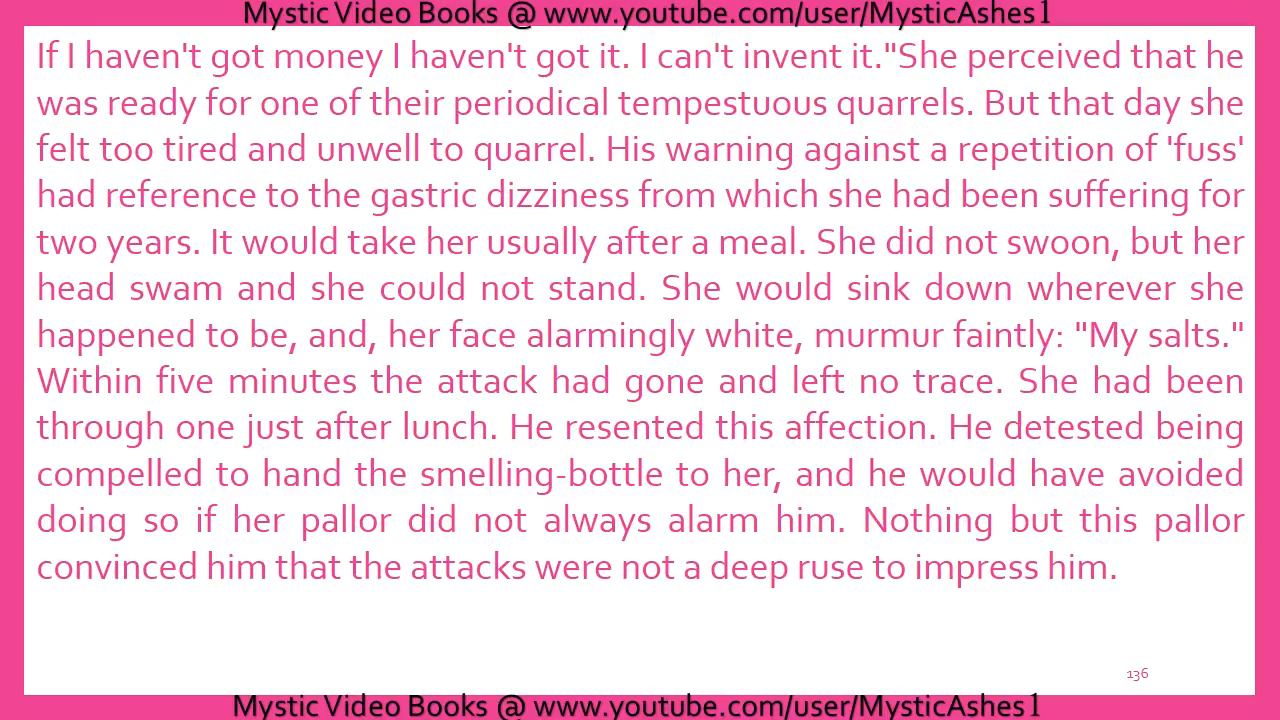 Mystic Video Books @ www.youtube.com/user/MysticAshes1
If I haven't got money I haven't got it. I can't invent it."She perceived that he
was ready for one of their periodical tempestuous quarrels. But that day she
felt too tired and unwell to quarrel. His warning against a repetition of 'fuss'
had reference to the gastric dizziness from which she had been suffering for
two years. It would take her usually after a meal. She did not swoon, but her
head swam and she could not stand. She would sink down wherever she
happened to be, and, her face alarmingly white, murmur faintly: "My salts."
Within five minutes the attack had gone and left no trace. She had been
through one just after lunch. He resented this affection. He detested being
compelled to hand the smelling-bottle to her, and he would have avoided
doing so if her pallor did not always alarm him. Nothing but this pallor
convinced him that the attacks were not a deep ruse to impress him.
136
Mystic Video Books @ www.youtube.com/user/MysticAshes1